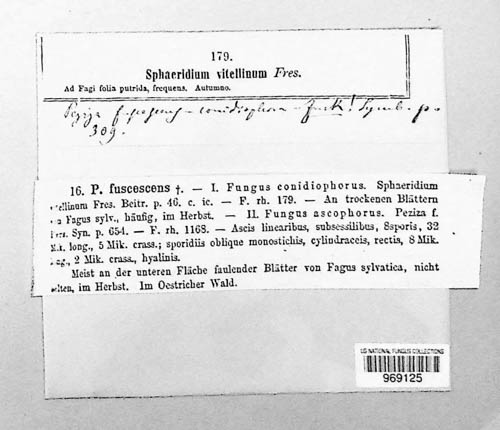 179.
Sphaeridium vitellinum Fres.
Ad Fagi folia putrida, frequens. Autumno.
Peziza fuscescens - conidiophora - Fuck! Symb. p.
309.
16. P. fuscescens †. — I. Fungus conidiophorus. Sphaeridium
vitellinum Fres. Beitr. p. 46. c. ic. — F. rh. 179. — An trockenen Blättern
Fagus sylv., häufig, im Herbst. — II. Fungus ascophorus. Peziza f.
Pers. Syn. p. 654. — F. rh. 1168. — Ascis linearibus, subsessilibus, 8sporis, 32
Mik. long., 5 Mik. crass.; sporidiis oblique monostichis, cylindraceis, rectis, 8 Mik.
long., 2 Mik. crass., hyalinis.
Meist an der unteren Fläche faulender Blätter von Fagus sylvatica, nicht
selten, im Herbst. Im Oestricher Wald.
US NATIONAL FUNGUS COLLECTIONS
969125